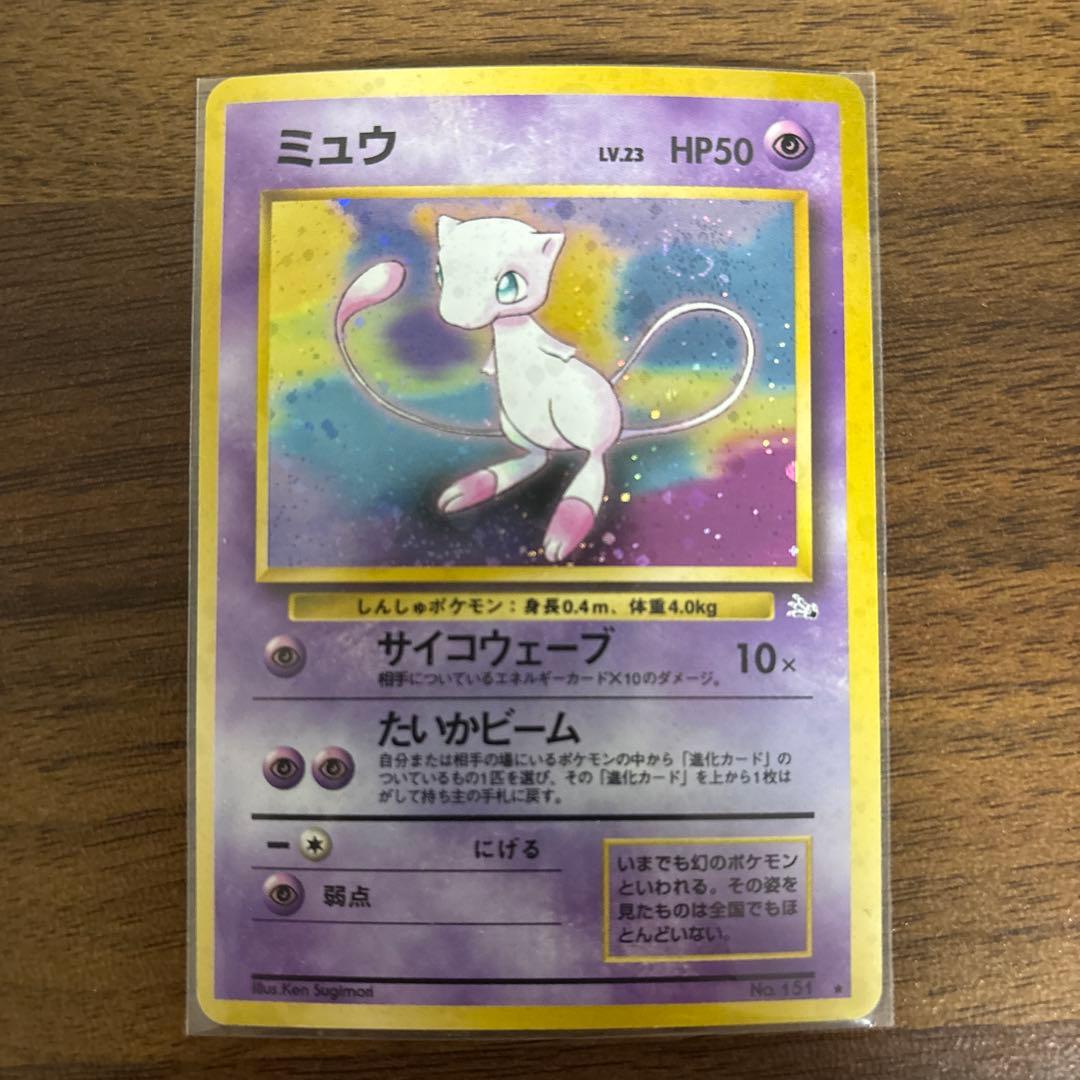 ミュウ LV.23 HP50
しんしゅポケモン：身長0.4m、体重4.0kg
サイコウェーブ 10×
相手についているエネルギーカード×10のダメージ。
たいかビーム
自分または相手の場にいるポケモンの中から「進化カード」の
ついているもの1匹を選び、その「進化カード」を上から1枚は
がして持ち主の手札に戻す。
ー にげる
弱点
いまでも幻のポケモン
といわれる。その姿を
見たものは全国でもほ
とんどいない。
Illus.Ken Sugimori No.151 ★